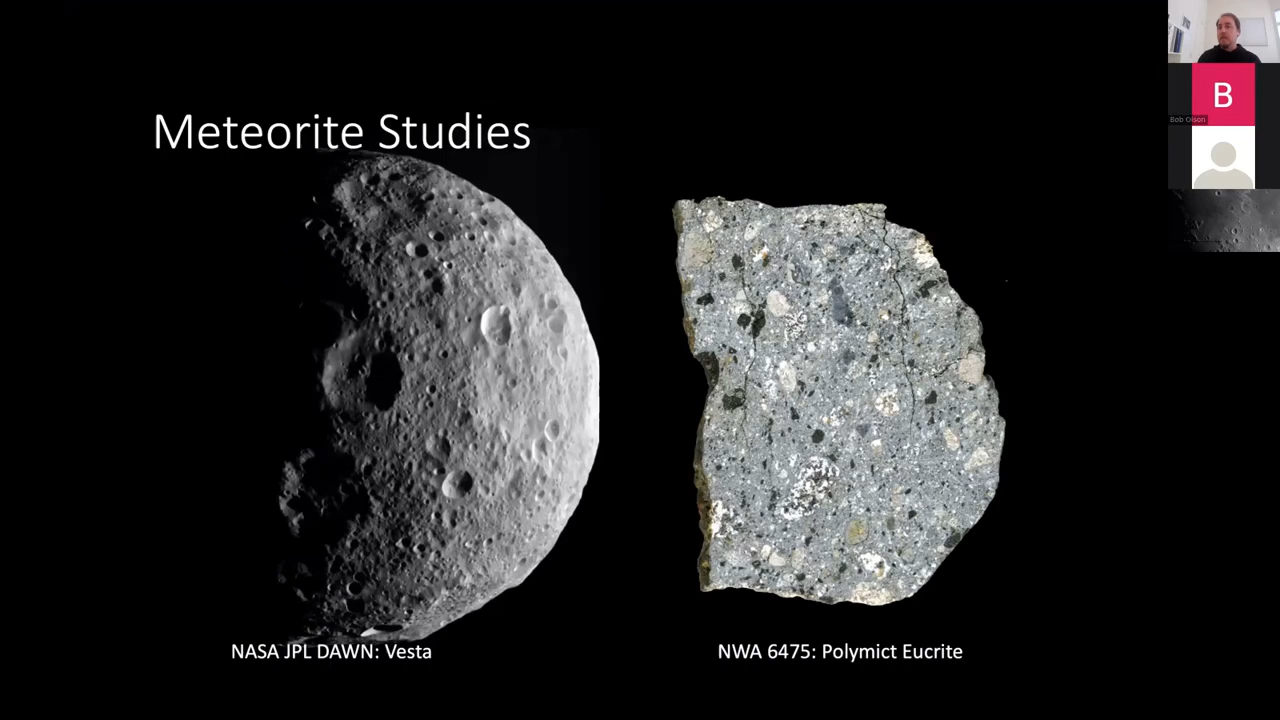 Meteorite Studies
NASA JPL DAWN: Vesta
NWA 6475: Polymict Eucrite
B
Bob Olson